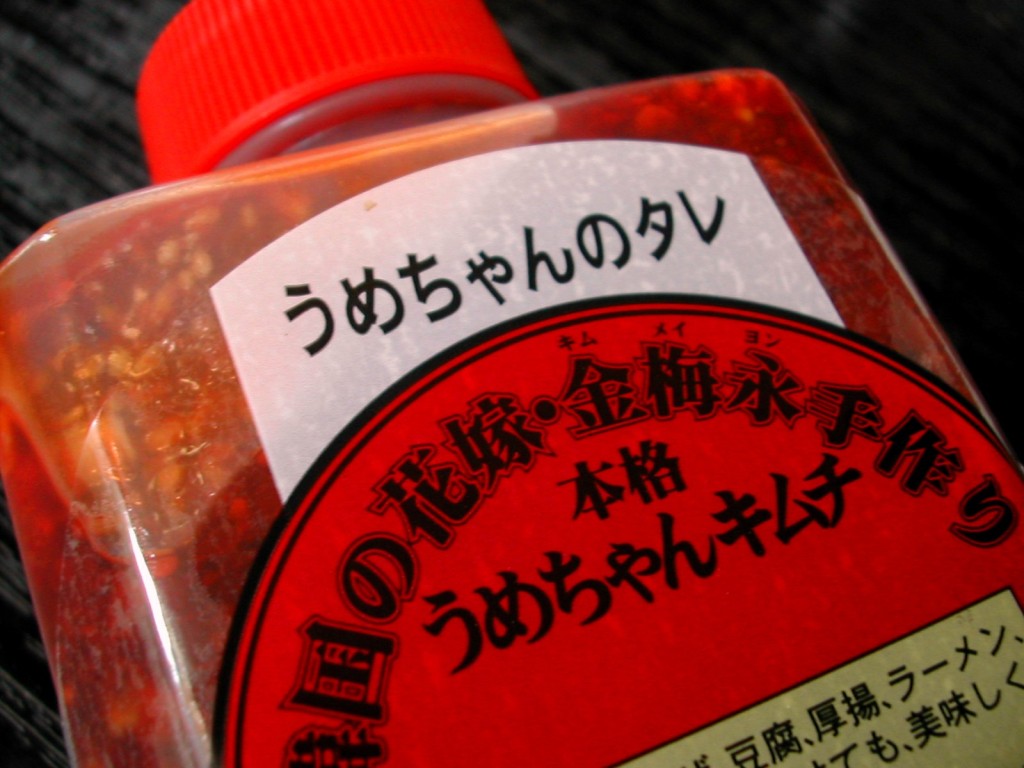 うめちゃんのタレ
キム メイ ヨン
韓国の花嫁・金梅永手作り
本格
うめちゃんキムチ
豆腐、厚揚、ラーメン、
ても、美味しく